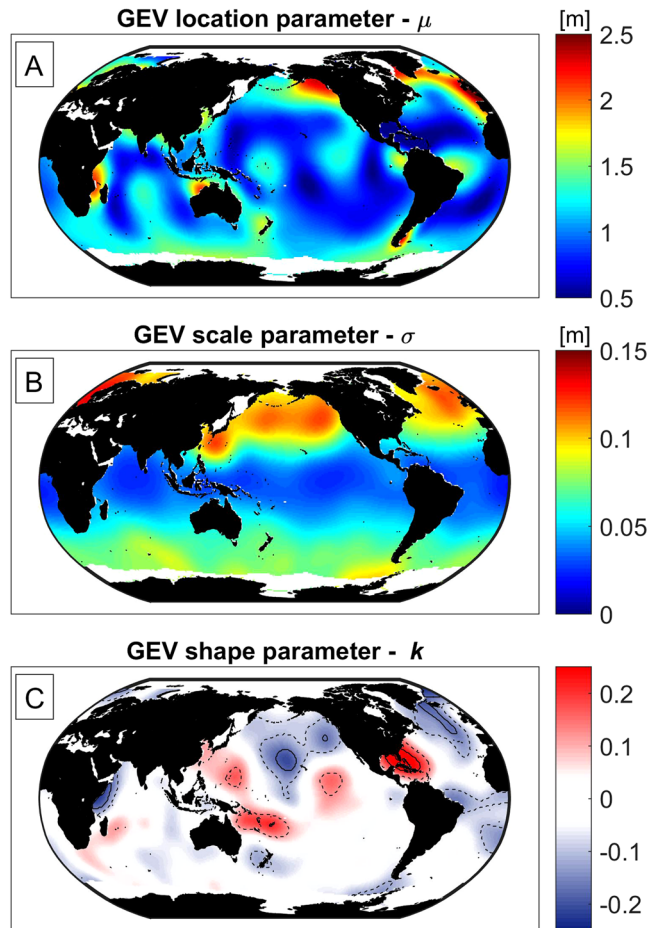 GEV location parameter - μ
[m]
A
2.5
2
1.5
1
0.5
GEV scale parameter - σ
[m]
B
0.15
0.1
0.05
0
GEV shape parameter - k
C
0.2
0.1
0
-0.1
-0.2